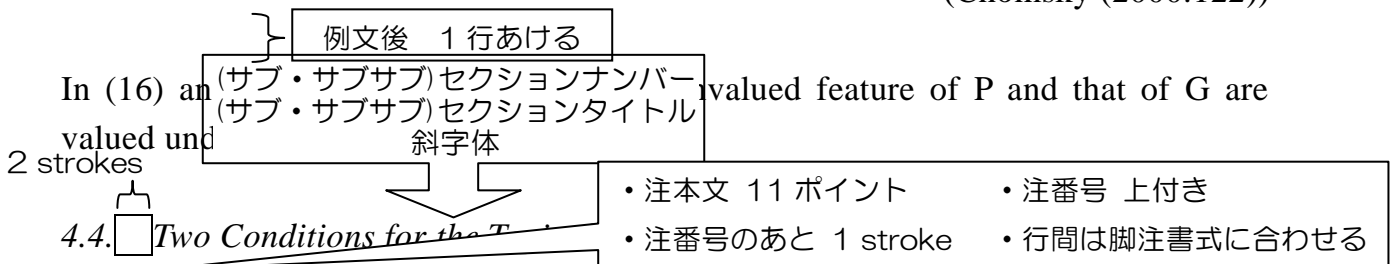 例文後　1行あける
In (16) an
(サブ・サブサブ)セクションナンバー
(サブ・サブサブ)セクションタイトル
斜字体
valued feature of P and that of G are
valued und
2 strokes
・注本文 11 ポイント
・注番号 上付き
4.4. Two Conditions for the
・注番号のあと 1 stroke
・行間は脚注書式に合わせる